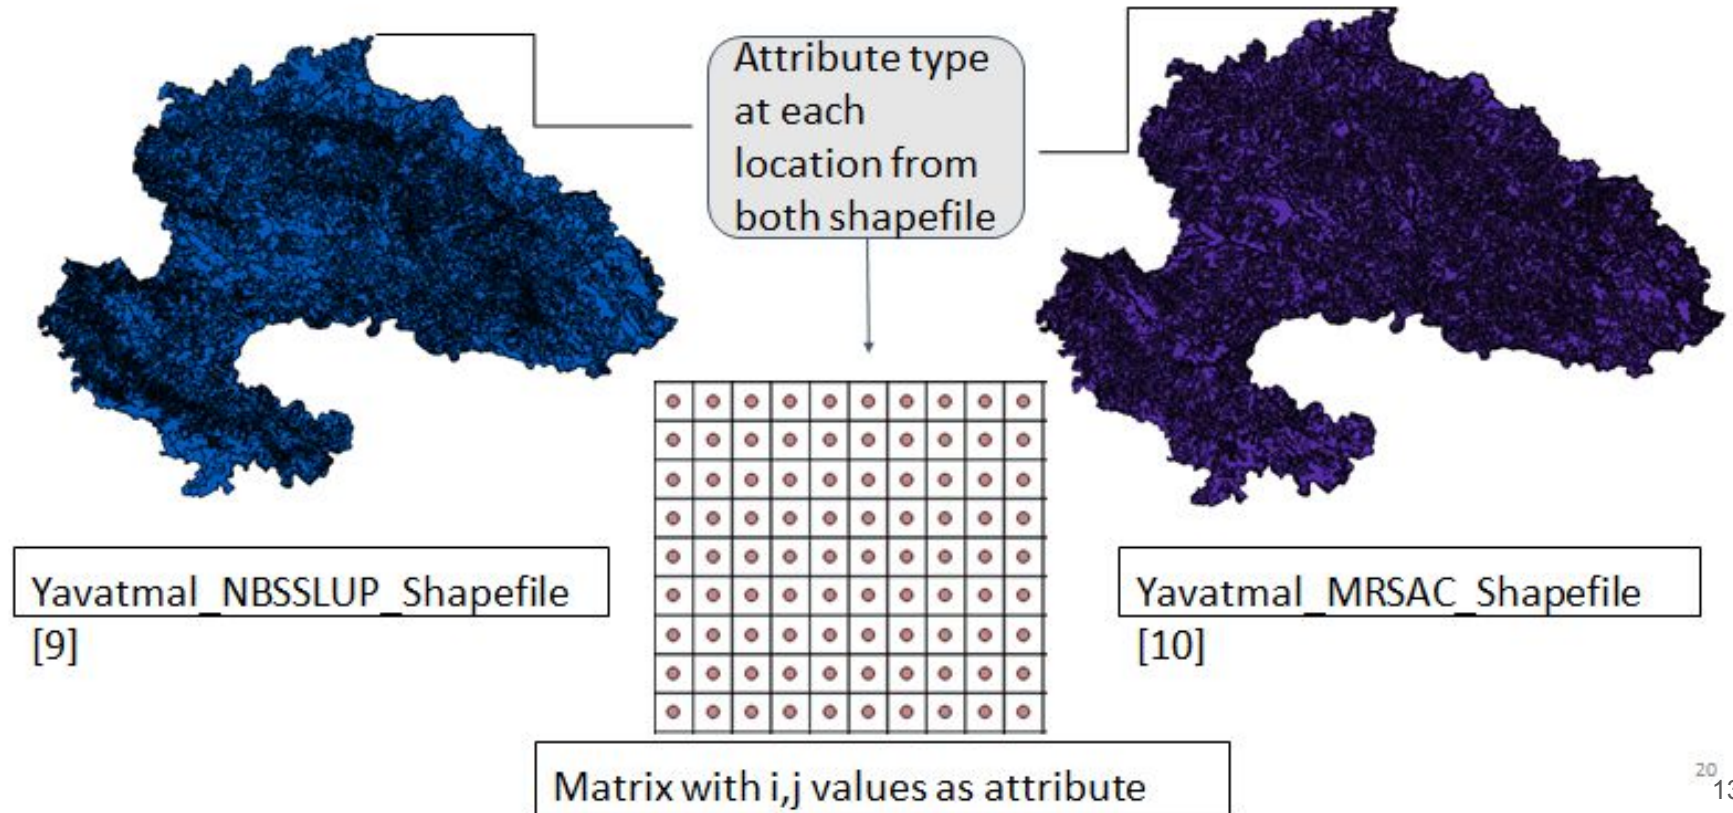 Attribute type
at each
location from
both shapefile
Yavatmal_NBSSLUP_Shapefile
[9]
Yavatmal_MRSAC_Shapefile
[10]
Matrix with i,j values as attribute
20